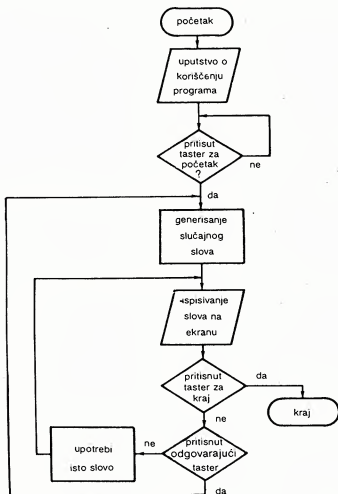 početak
uputstvo o
korišćenju
programa
pritisut
taster za
početak
?
ne
da
generisanje
slučajnog
slova
ispisivanje
slova na
ekranu
pritisnut
taster za
kraj
da
kraj
ne
pritisnut
odgovarajući
taster
ne
upotrebi
isto slovo
da